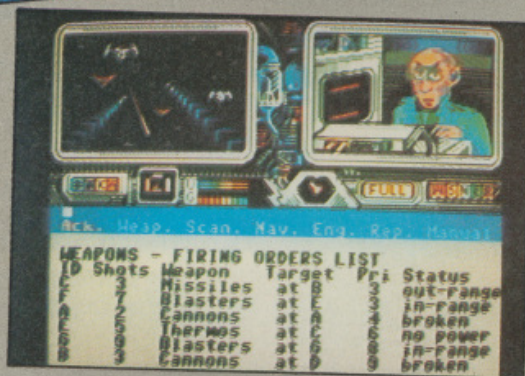 FULL
Ack. Weap. Scan. Nav. Eng. Rep. Manual
WEAPONS - FIRING ORDERS LIST
ID Shots Weapon Target Pri Status
C 3 Missiles at B 3 out-range
F 7 Blasters at E 3 in-range
A 2 Cannons at A 4 broken
E 5 Thermos at C 6 no power
G 9 Blasters at G 8 in-range
B 3 Cannons at D 9 broken